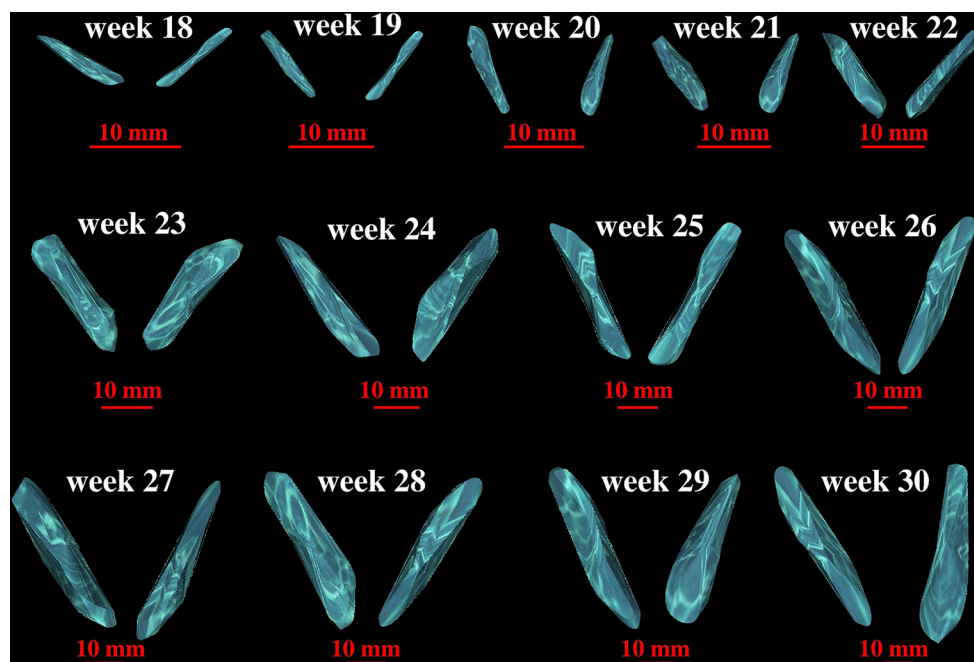 week 18
week 19
week 20
week 21
week 22
10 mm
10 mm
10 mm
10 mm
10 mm
week 23
week 24
week 25
week 26
10 mm
10 mm
10 mm
10 mm
week 27
week 28
week 29
week 30
10 mm
10 mm
10 mm
10 mm